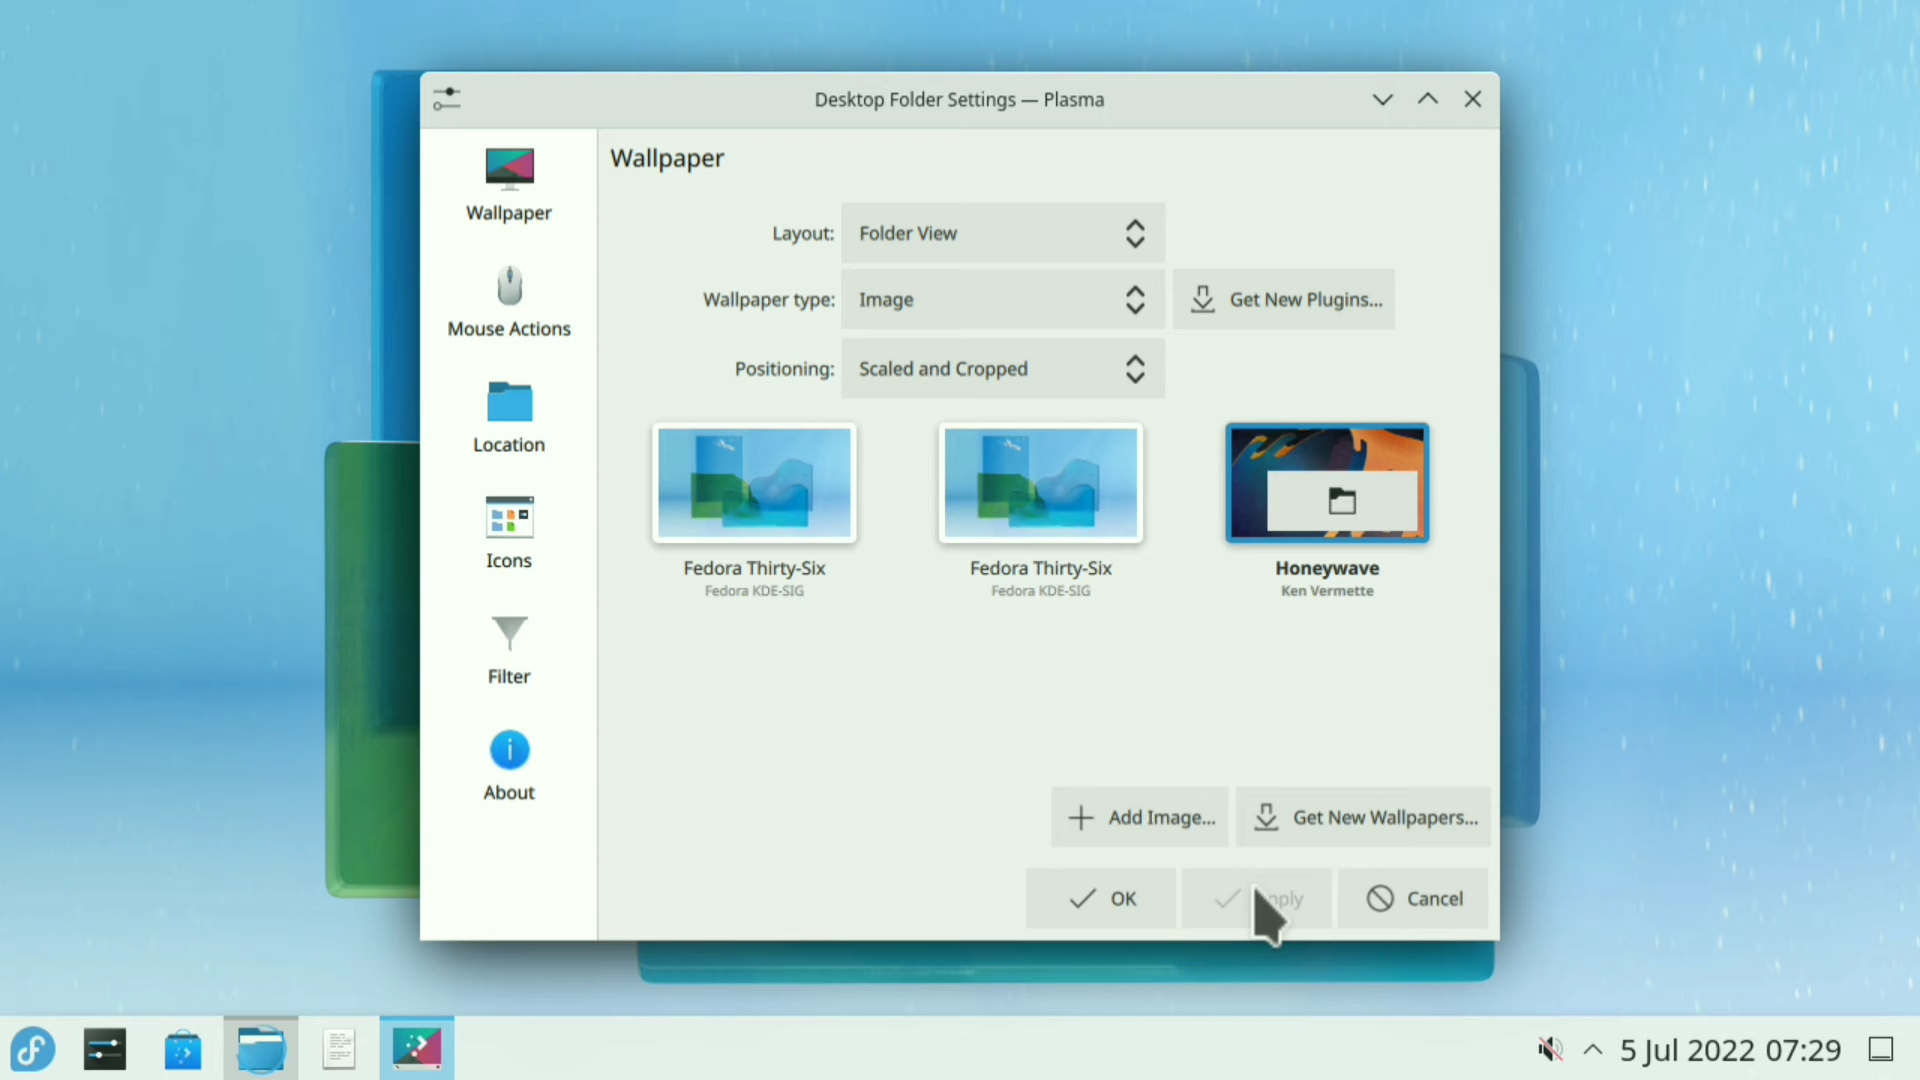 Desktop Folder Settings — Plasma
Wallpaper
Mouse Actions
Location
Icons
Filter
About
Wallpaper
Layout: Folder View
Wallpaper type: Image Get New Plugins...
Positioning: Scaled and Cropped
Fedora Thirty-Six
Fedora KDE-SIG
Fedora Thirty-Six
Fedora KDE-SIG
Honeywave
Ken Vermette
Add Image... Get New Wallpapers...
OK Cancel
5 Jul 2022 07:29